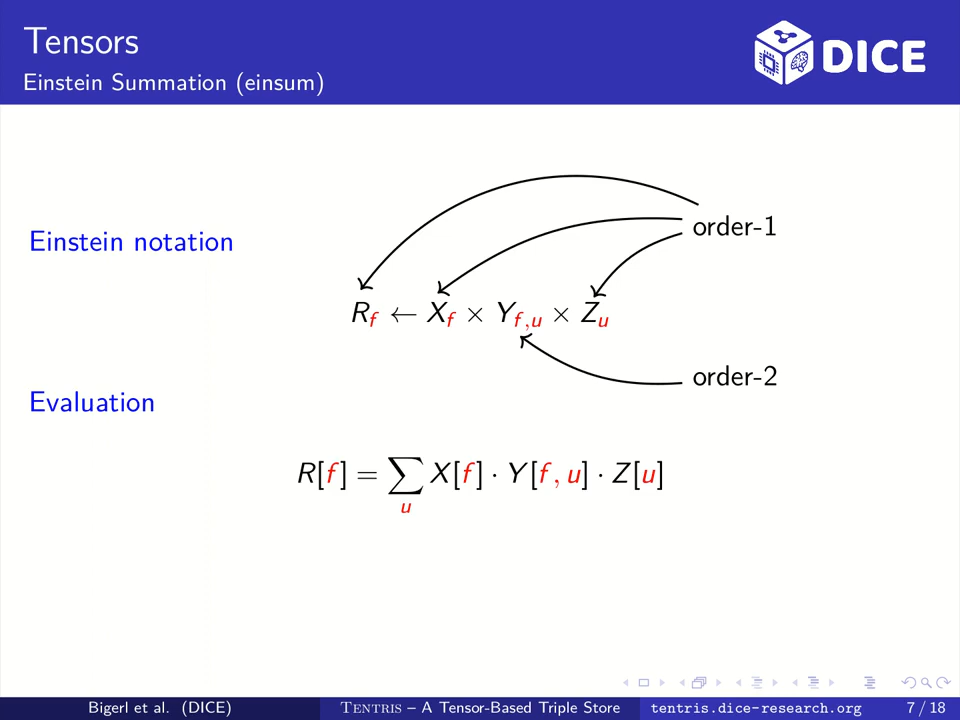 Tensors
Einstein Summation (einsum)
DICE
order-1
Einstein notation
R_f ← X_f × Y_{f,u} × Z_u
order-2
Evaluation
R[f] = ∑_u X[f] · Y[f, u] · Z[u]
Bigerl et al. (DICE)
TENTRIS – A Tensor-Based Triple Store
tentris.dice-research.org
7 / 18